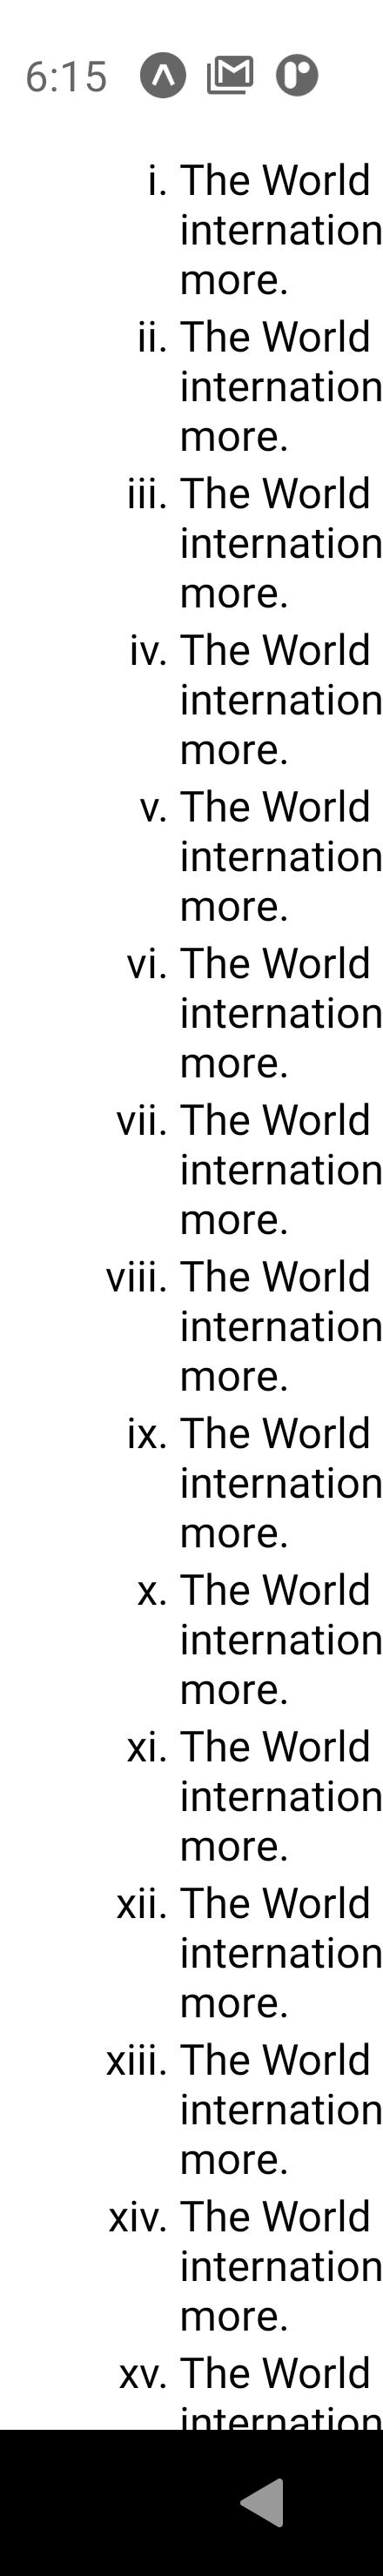 6:15
i. The World
internation
more.
ii. The World
internation
more.
iii. The World
internation
more.
iv. The World
internation
more.
v. The World
internation
more.
vi. The World
internation
more.
vii. The World
internation
more.
viii. The World
internation
more.
ix. The World
internation
more.
x. The World
internation
more.
xi. The World
internation
more.
xii. The World
internation
more.
xiii. The World
internation
more.
xiv. The World
internation
more.
xv. The World
internation